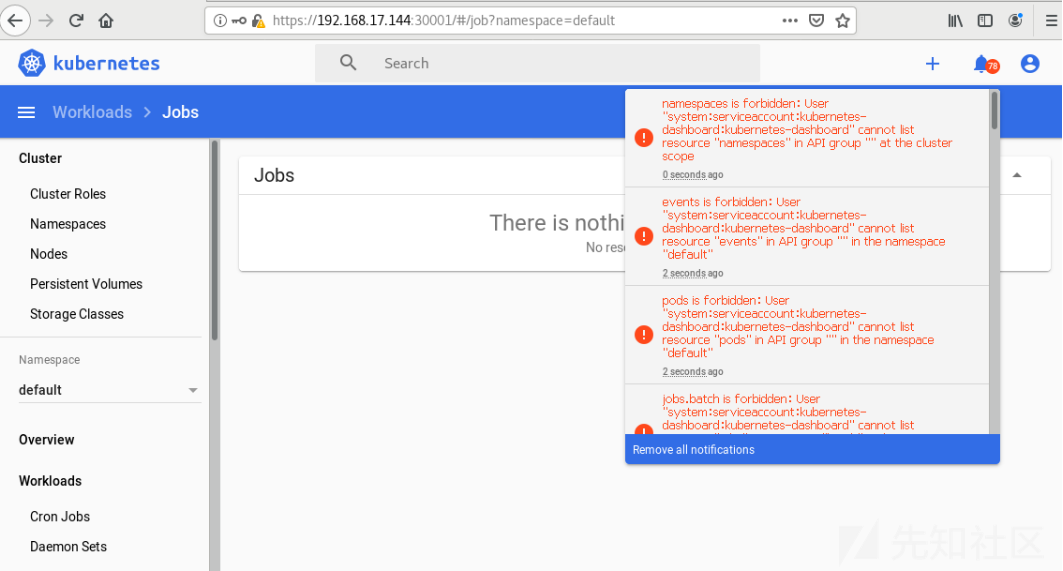 https://192.168.17.144:30001/#/job?namespace=default
kubernetes
Search
78
Workloads > Jobs
Cluster
Cluster Roles
Namespaces
Nodes
Persistent Volumes
Storage Classes
Namespace
default
Overview
Workloads
Cron Jobs
Daemon Sets
Jobs
There is nothi
No reso
namespaces is forbidden: User
"system:serviceaccount:kubernetes-
dashboard:kubernetes-dashboard" cannot list
resource "namespaces" in API group "" at the cluster
scope
0 seconds ago
events is forbidden: User
"system:serviceaccount:kubernetes-
dashboard:kubernetes-dashboard" cannot list
resource "events" in API group "" in the namespace
"default"
2 seconds ago
pods is forbidden: User
"system:serviceaccount:kubernetes-
dashboard:kubernetes-dashboard" cannot list
resource "pods" in API group "" in the namespace
"default"
2 seconds ago
jobs.batch is forbidden: User
"system:serviceaccount:kubernetes-
dashboard:kubernetes-dashboard" cannot list
Remove all notifications
先知社区